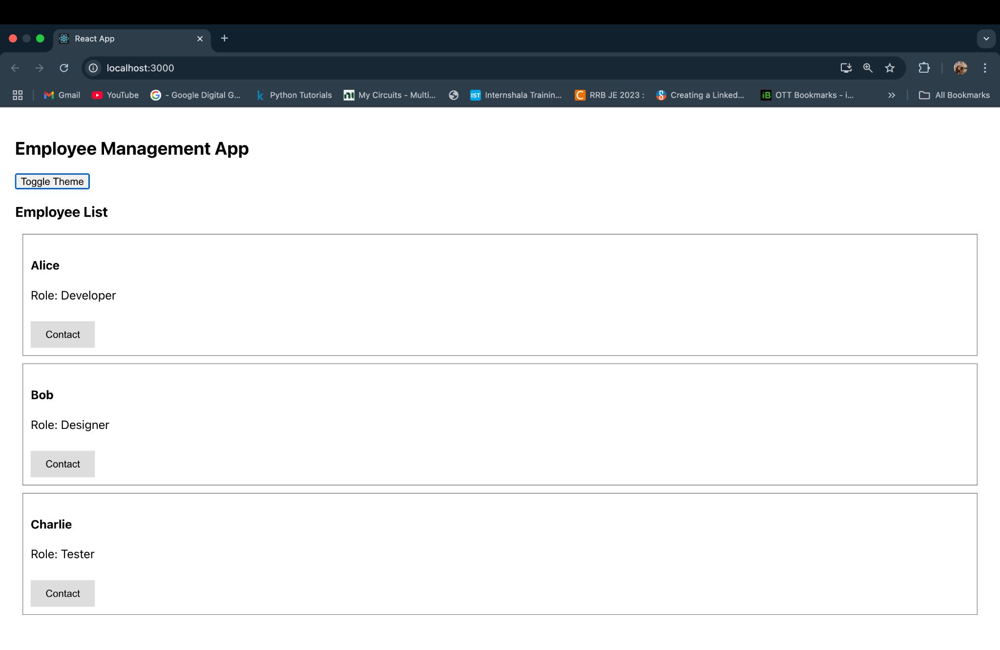 React App
localhost:3000
Gmail YouTube - Google Digital G... Python Tutorials My Circuits - Multi... IST Internshala Trainin... RRB JE 2023 : Creating a Linked... iB OTT Bookmarks - i... All Bookmarks
Employee Management App
Toggle Theme
Employee List
Alice
Role: Developer
Contact
Bob
Role: Designer
Contact
Charlie
Role: Tester
Contact